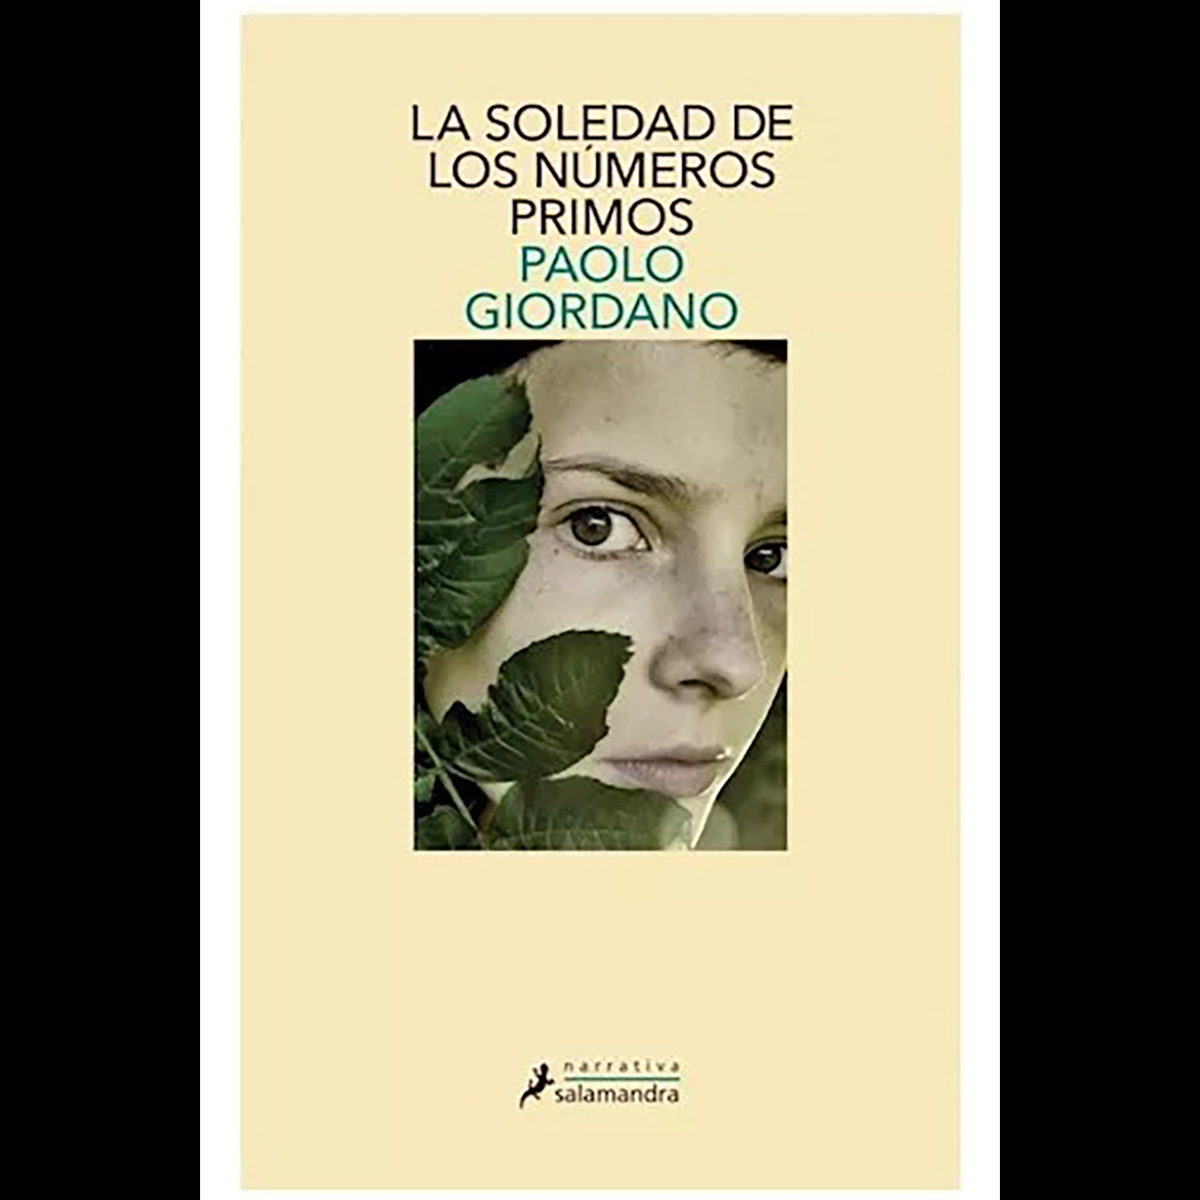 LA SOLEDAD DE
LOS NÚMEROS
PRIMOS
PAOLO
GIORDANO
narrativa
salamandra